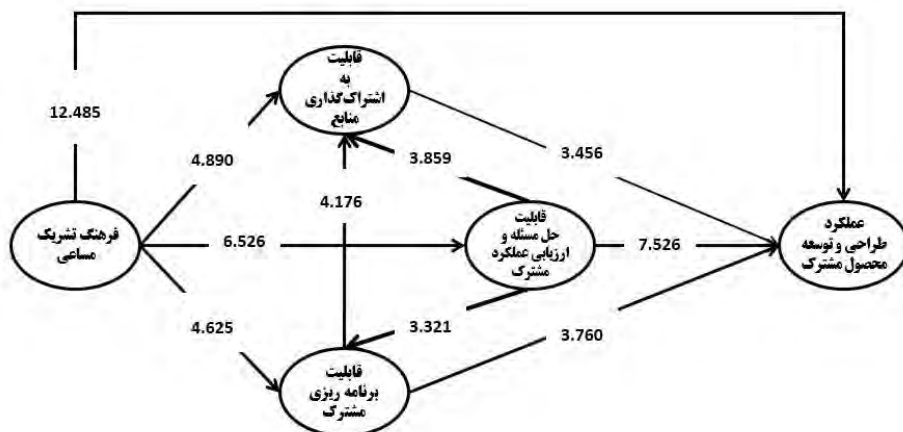 12.485
قابلیت
به
اشتراک‌گذاری
منابع
4.890
3.859
3.456
4.176
فرهنگ تشریک
مساعی
6.526
قابلیت
حل مسئله و
ارزیابی عملکرد
مشترک
7.526
عملکرد
طراحی و توسعه
محصول مشترک
4.625
3.321
3.760
قابلیت
برنامه ریزی
مشترک